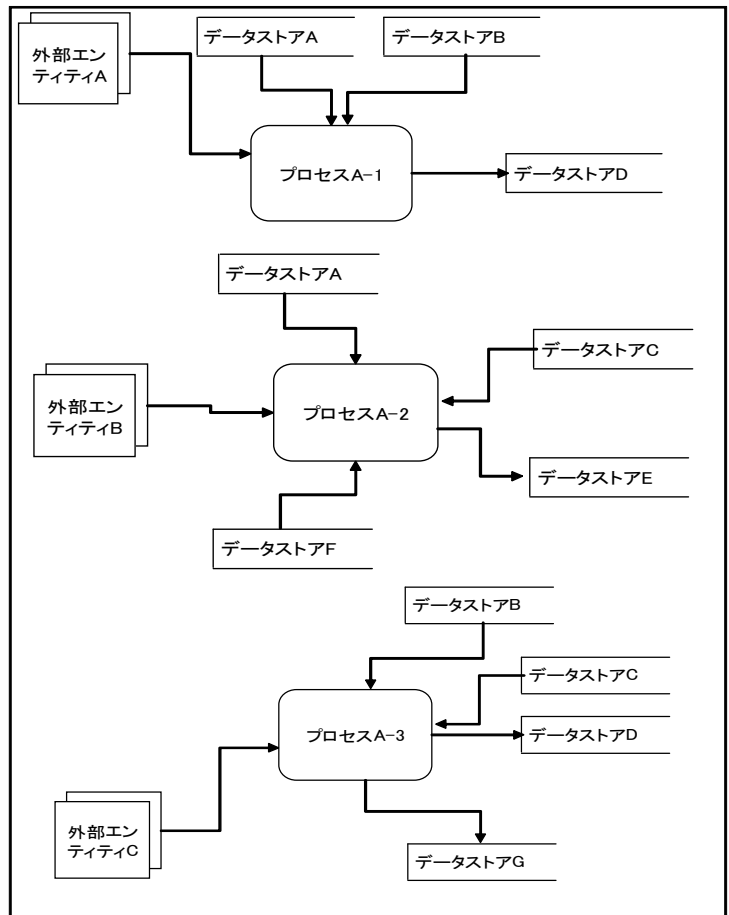 外部エン
ティティA
データストアA
データストアB
プロセスA-1
データストアD
データストアA
データストアC
外部エン
ティティB
プロセスA-2
データストアE
データストアF
データストアB
データストアC
プロセスA-3
データストアD
外部エン
ティティC
データストアG